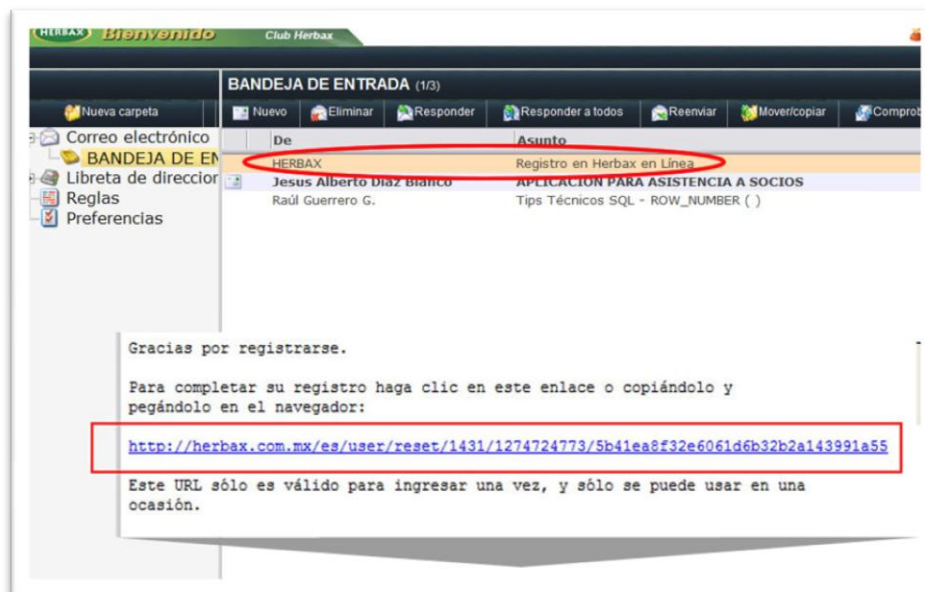 HERBAX Bienvenido Club Herbax
BANDEJA DE ENTRADA (1/3)
Nueva carpeta Nuevo Eliminar Responder Responder a todos Reenviar Mover/copiar
De Asunto
Correo electrónico
BANDEJA DE
HERBAX Registro en Herbax en Línea
Libreta de
Jesus Alberto Díaz Blanco APLICACIÓN PARA ASISTENCIA A SOCIOS
Reglas
Raúl Guerrero G. Tips Técnicos SQL - ROW_NUMBER ( )
Preferencias
Gracias por registrarse.
Para completar su registro haga clic en este enlace o copiándolo y
pegándolo en el navegador:
http://herbax.com.mx/es/user/reset/1431/1274724773/5b41ea8f32e6061d6b32b2a143991a55
Este URL sólo es válido para ingresar una vez, y sólo se puede usar en una
ocasión.